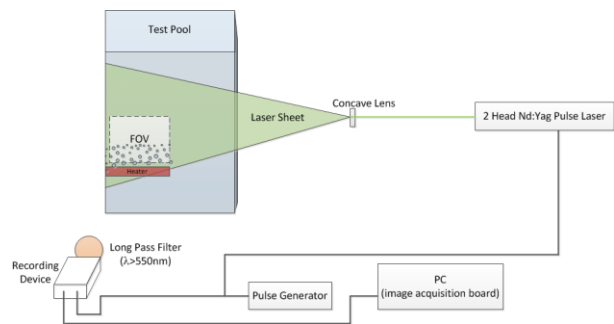 Test Pool
Concave Lens
Laser Sheet
2 Head Nd:Yag Pulse Laser
FOV
Heater
Long Pass Filter
(λ>550nm)
Recording
Device
Pulse Generator
PC
(image acquisition board)